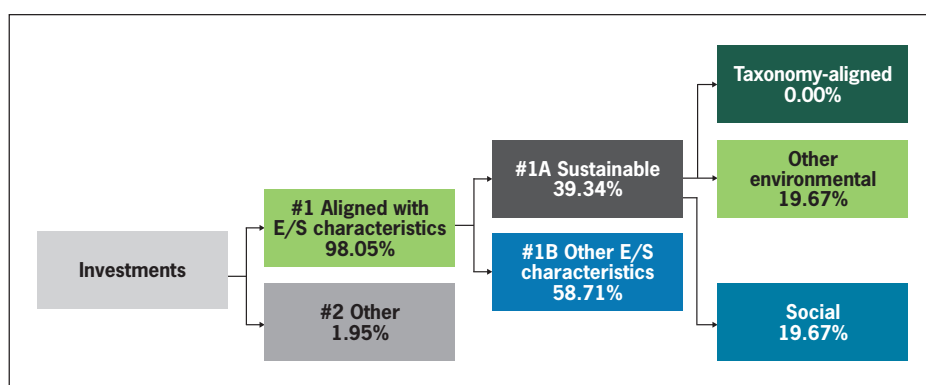 Investments
#1 Aligned with
E/S characteristics
98.05%
#2 Other
1.95%
#1A Sustainable
39.34%
#1B Other E/S
characteristics
58.71%
Taxonomy-aligned
0.00%
Other
environmental
19.67%
Social
19.67%